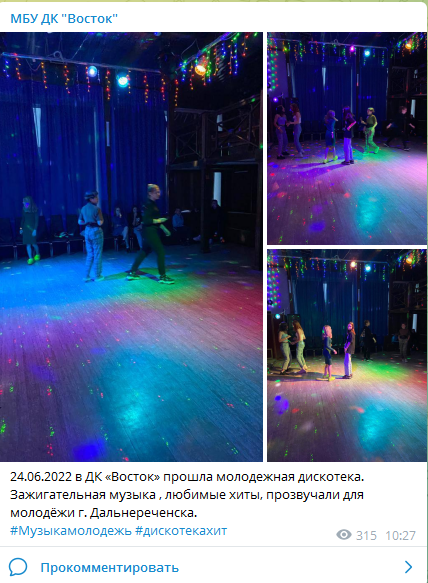 МБУ ДК "Восток"
24.06.2022 в ДК «Восток» прошла молодежная дискотека.
Зажигательная музыка , любимые хиты, прозвучали для
молодёжи г. Дальнереченска.
#Музыкамолодежь #дискотекахит
315 10:27
Прокомментировать